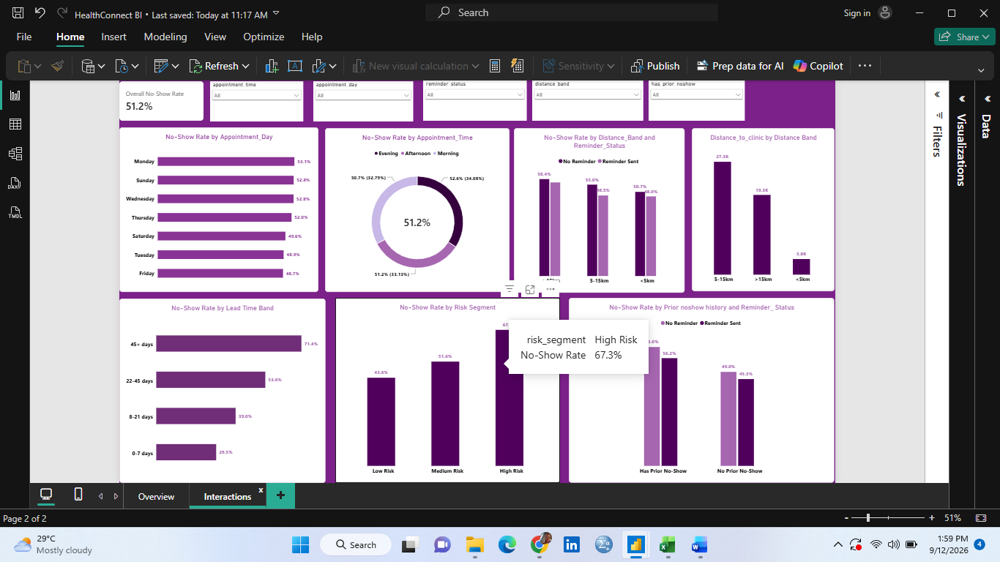 HealthConnect BI • Last saved: Today at 11:17 AM
Search
Sign in
File Home Insert Modeling View Optimize Help
Share
Refresh
New visual calculation
Sensitivity
Publish
Prep data for AI
Copilot
Overall No-Show Rate
51.2%
appointment_time
All
appointment_day
All
reminder_status
All
distance_band
All
has_prior_noshow
All
Filters
Visualizations
Data
DAX
TMDL
No-Show Rate by Appointment_Day
Monday 53.1%
Sunday 52.8%
Wednesday 52.8%
Thursday 52.0%
Saturday 49.6%
Tuesday 48.9%
Friday 48.7%
No-Show Rate by Appointment_Time
Evening Afternoon Morning
50.7% (32.79%) 52.6% (34.08%)
51.2%
51.2% (33.13%)
No-Show Rate by Distance_Band and
Reminder_Status
No Reminder Reminder Sent
58.4% 55.0% 50.7%
48.0%
5-15km <5km
Distance_to_clinic by Distance Band
27.3K
19.3K
3.8K
5-15km >15km <5km
No-Show Rate by Lead Time Band
45+ days 71.4%
22-45 days 53.6%
8-21 days 39.0%
0-7 days 29.5%
No-Show Rate by Risk Segment
43.8% 51.6%
Low Risk Medium Risk High Risk
risk_segment High Risk
No-Show Rate 67.3%
No-Show Rate by Prior noshow history and Reminder_ Status
No Reminder Reminder Sent
56.2% 49.0% 45.3%
Has Prior No-Show No Prior No-Show
Overview Interactions x +
Page 2 of 2
- + 51%
29°C
Mostly cloudy
Search
1:59 PM
9/12/2026
4